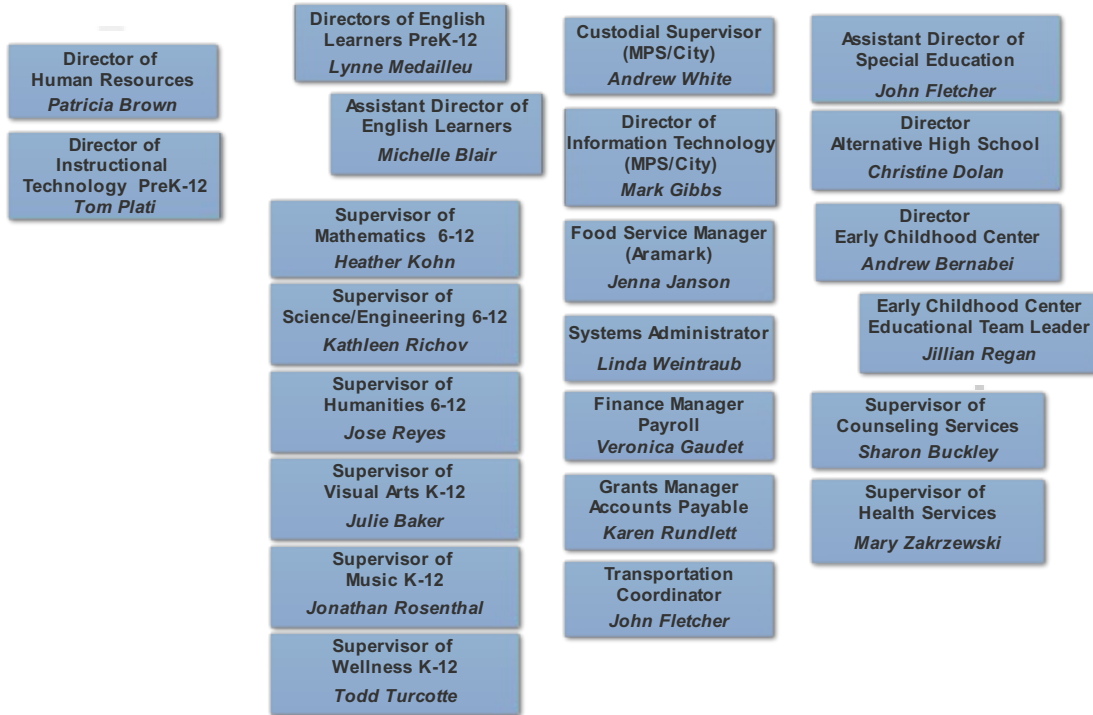 Director of
Human Resources
Patricia Brown
Director of
Instructional
Technology PreK-12
Tom Plati
Directors of English
Learners PreK-12
Lynne Medailleu
Assistant Director of
English Learners
Michelle Blair
Supervisor of
Mathematics 6-12
Heather Kohn
Supervisor of
Science/Engineering 6-12
Kathleen Richov
Supervisor of
Humanities 6-12
Jose Reyes
Supervisor of
Visual Arts K-12
Julie Baker
Supervisor of
Music K-12
Jonathan Rosenthal
Supervisor of
Wellness K-12
Todd Turcotte
Custodial Supervisor
(MPS/City)
Andrew White
Director of
Information Technology
(MPS/City)
Mark Gibbs
Food Service Manager
(Aramark)
Jenna Janson
Systems Administrator
Linda Weintraub
Finance Manager
Payroll
Veronica Gaudet
Grants Manager
Accounts Payable
Karen Rundlett
Transportation
Coordinator
John Fletcher
Assistant Director of
Special Education
John Fletcher
Director
Alternative High School
Christine Dolan
Director
Early Childhood Center
Andrew Bernabei
Early Childhood Center
Educational Team Leader
Jillian Regan
Supervisor of
Counseling Services
Sharon Buckley
Supervisor of
Health Services
Mary Zakrzewski